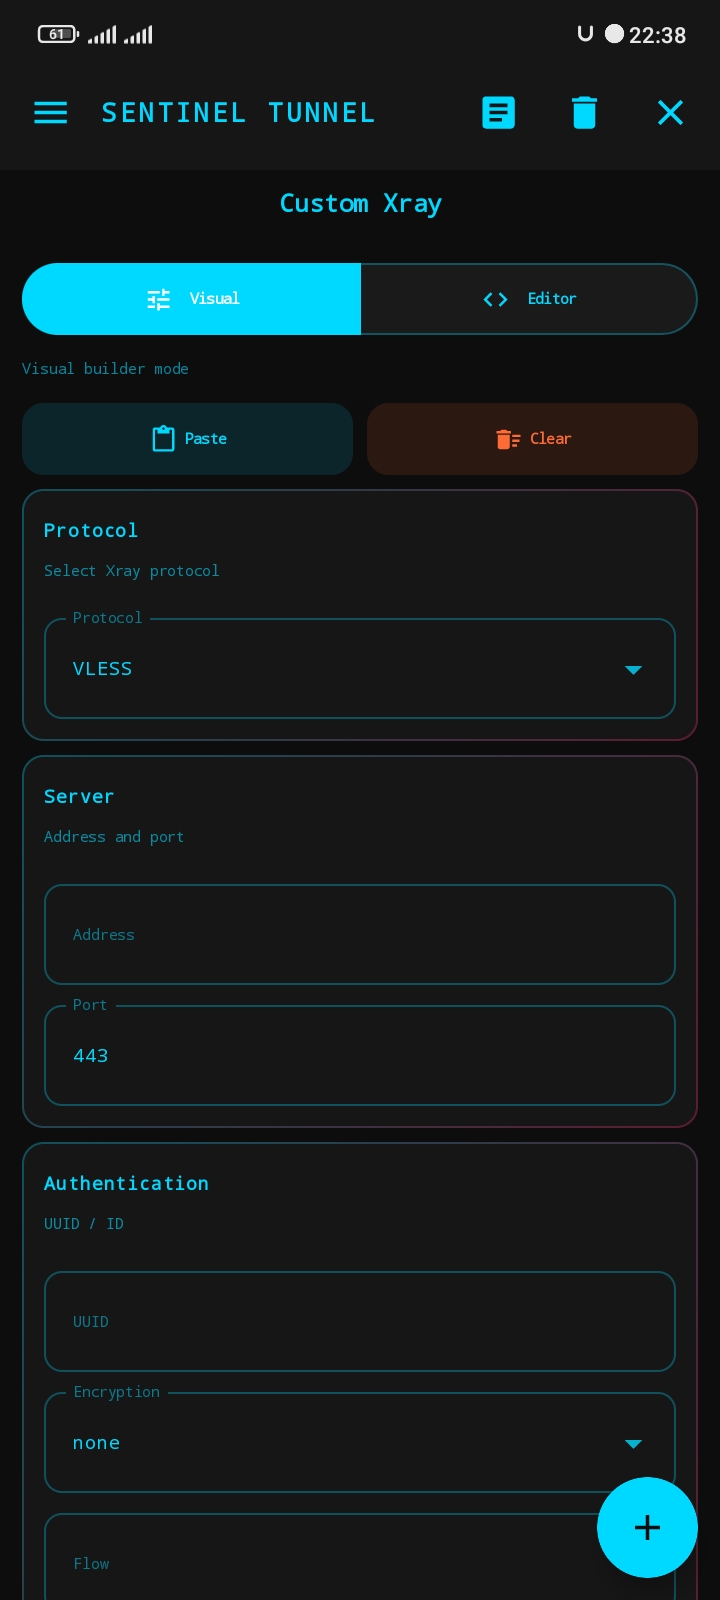 61
22:38
SENTINEL TUNNEL
Custom Xray
Visual
Editor
Visual builder mode
Paste
Clear
Protocol
Select Xray protocol
Protocol
VLESS
Server
Address and port
Address
Port
443
Authentication
UUID / ID
UUID
Encryption
none
Flow